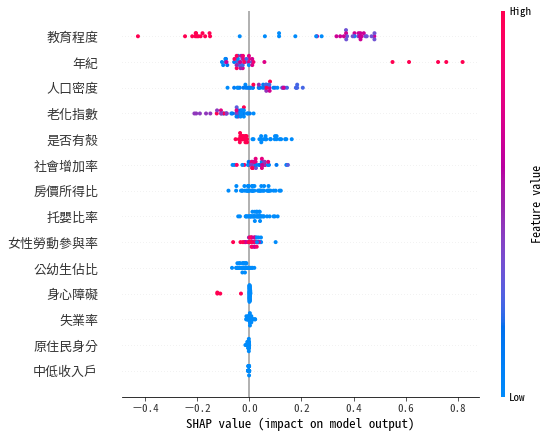 High
教育程度
年紀
人口密度
老化指數
是否有殼
社會增加率
房價所得比
托嬰比率
女性勞動參與率
公幼生佔比
身心障礙
失業率
原住民身分
中低收入戶
Feature value
Low
−0.4 −0.2 0.0 0.2 0.4 0.6 0.8
SHAP value (impact on model output)